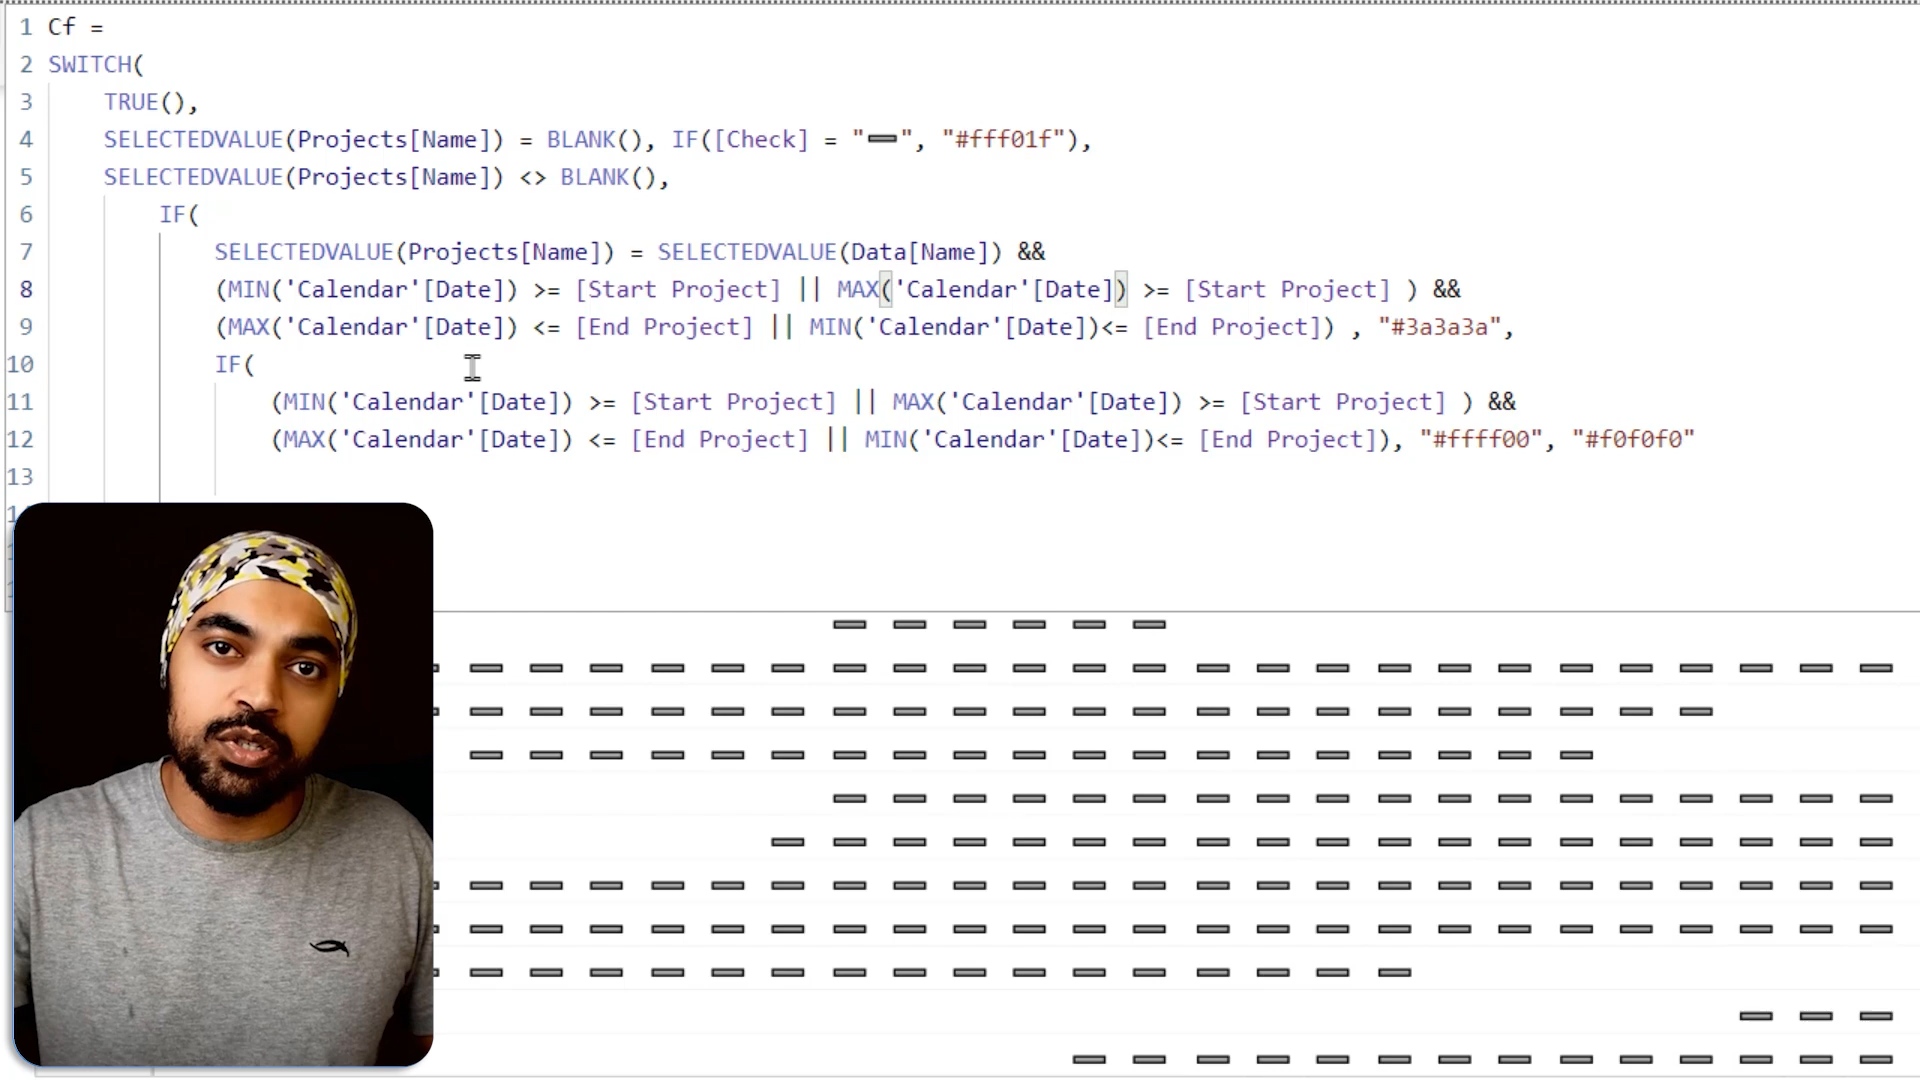 1 Cf =
2 SWITCH(
3 TRUE(),
4 SELECTEDVALUE(Projects[Name]) = BLANK(), IF([Check] = "➖", "#fff01f"),
5 SELECTEDVALUE(Projects[Name]) <> BLANK(),
6 IF(
7 SELECTEDVALUE(Projects[Name]) = SELECTEDVALUE(Data[Name]) &&
8 (MIN('Calendar'[Date]) >= [Start Project] || MAX('Calendar'[Date]) >= [Start Project] ) &&
9 (MAX('Calendar'[Date]) <= [End Project] || MIN('Calendar'[Date])<= [End Project]) , "#3a3a3a",
10 IF(
11 (MIN('Calendar'[Date]) >= [Start Project] || MAX('Calendar'[Date]) >= [Start Project] ) &&
12 (MAX('Calendar'[Date]) <= [End Project] || MIN('Calendar'[Date])<= [End Project]), "#ffff00", "#f0f0f0"
13